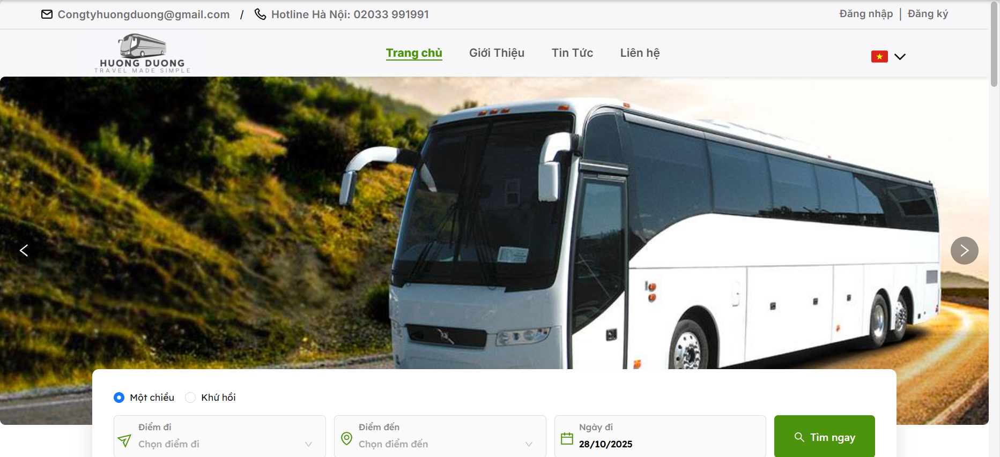 Congtyhuongduong@gmail.com / Hotline Hà Nội: 02033 991991
Đăng nhập | Đăng ký
HUONG DUONG
TRAVEL MADE SIMPLE
Trang chủ Giới Thiệu Tin Tức Liên hệ
Một chiều Khứ hồi
Điểm đi
Chọn điểm đi
Điểm đến
Chọn điểm đến
Ngày đi
28/10/2025
Tìm ngay